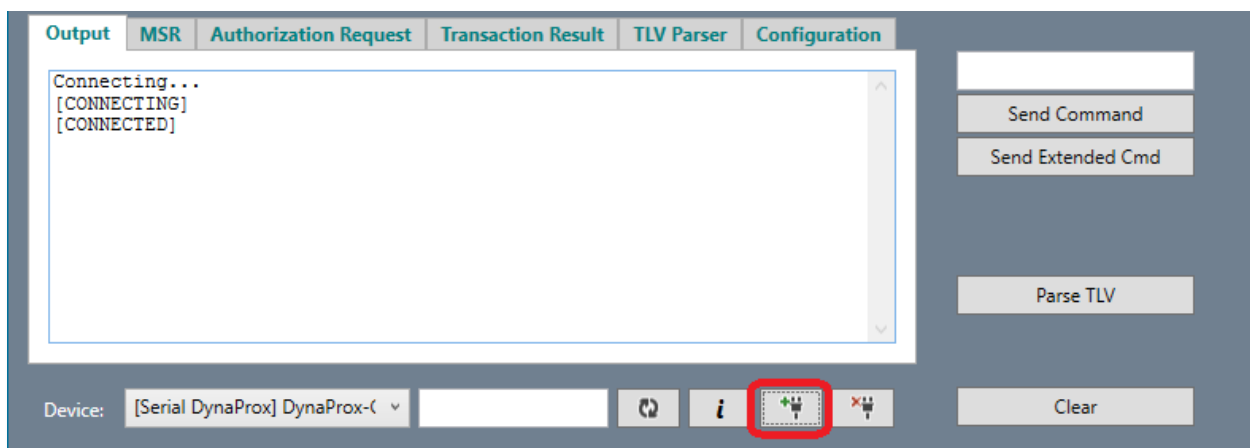 Output MSR Authorization Request Transaction Result TLV Parser Configuration
Connecting...
[CONNECTING]
[CONNECTED]
Send Command
Send Extended Cmd
Parse TLV
Device: [Serial DynaProx] DynaProx-( i
Clear